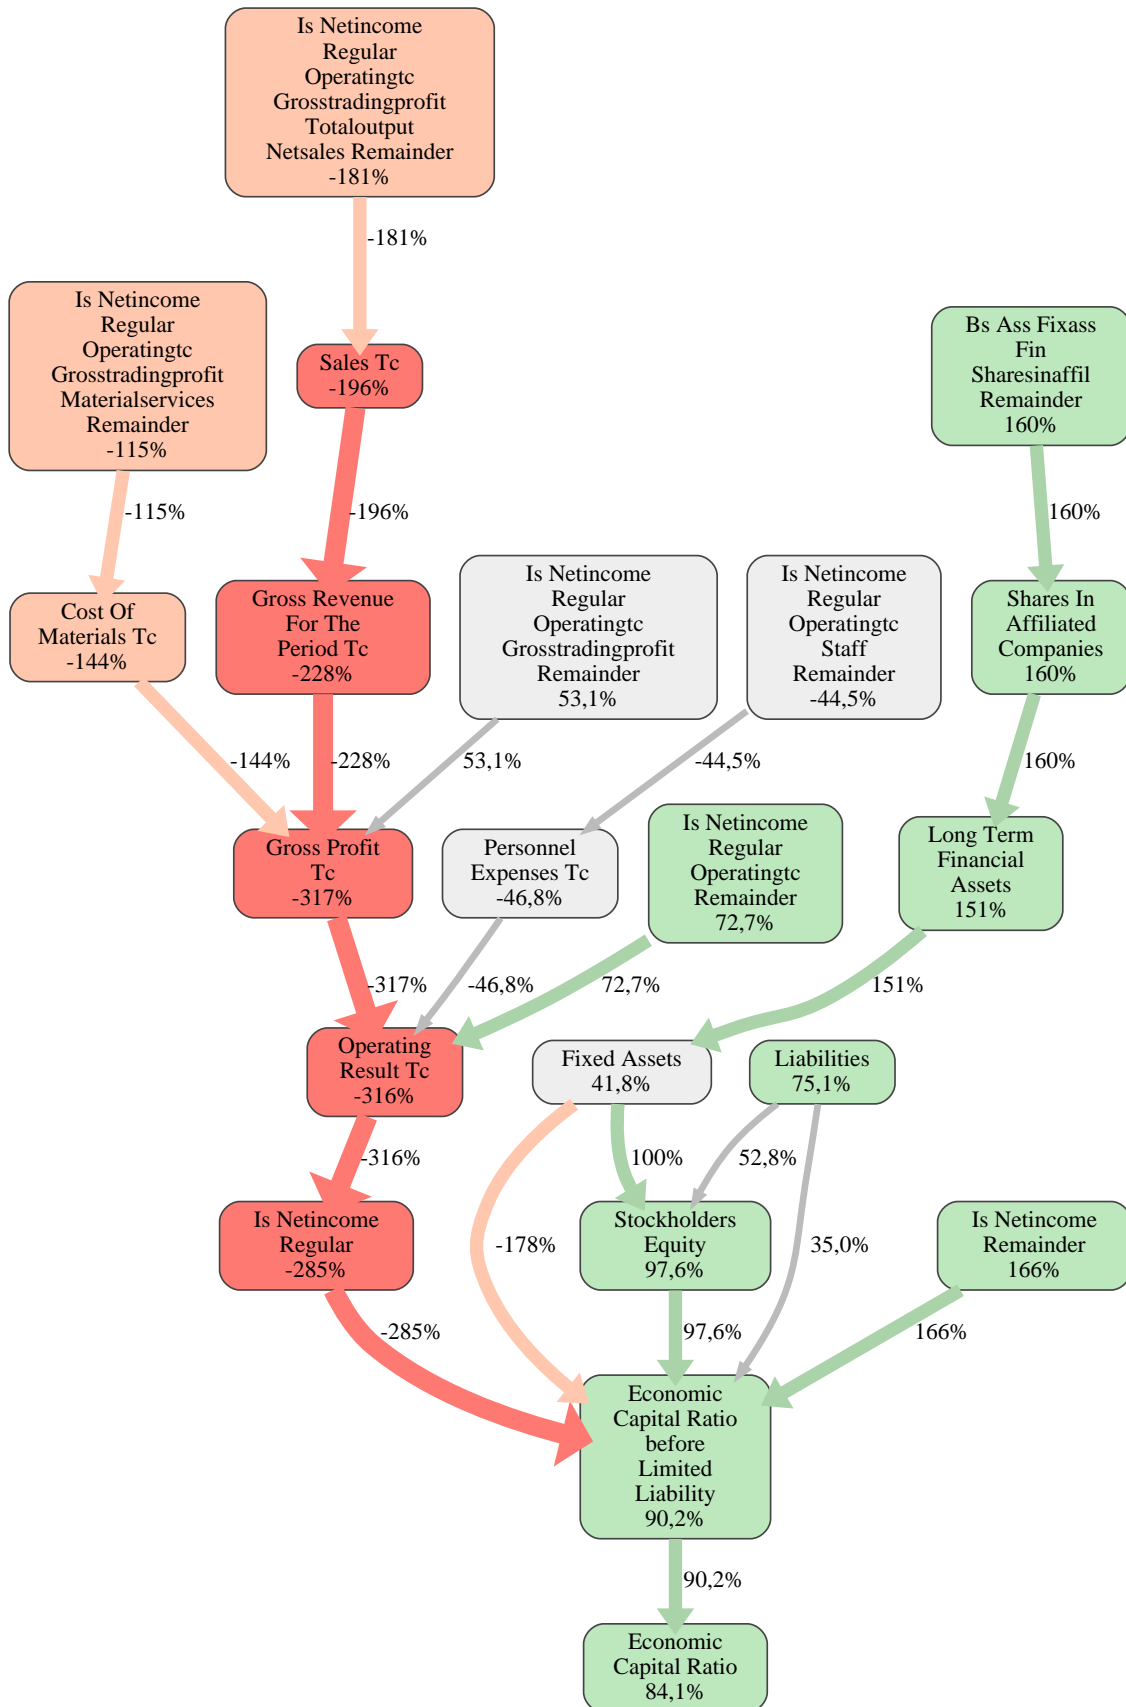 Is Netincome
Regular
Operatingtc
Grosstradingprofit
Totaloutput
Netsales Remainder
-181%
-181%
Is Netincome
Regular
Operatingtc
Grosstradingprofit
Materialservices
Remainder
-115%
Sales Tc
-196%
Bs Ass Fixass
Fin
Sharesinaffil
Remainder
160%
-115%
-196%
160%
Cost Of
Materials Tc
-144%
Gross Revenue
For The
Period Tc
-228%
Is Netincome
Regular
Operatingtc
Grosstradingprofit
Remainder
53,1%
Is Netincome
Regular
Operatingtc
Staff
Remainder
-44,5%
Shares In
Affiliated
Companies
160%
-144%
-228%
53,1%
-44,5%
160%
Gross Profit
Tc
-317%
Personnel
Expenses Tc
-46,8%
Is Netincome
Regular
Operatingtc
Remainder
72,7%
Long Term
Financial
Assets
151%
-317%
-46,8%
72,7%
151%
Operating
Result Tc
-316%
Fixed Assets
41,8%
Liabilities
75,1%
-316%
100%
52,8%
Is Netincome
Regular
-285%
-178%
Stockholders
Equity
97,6%
35,0%
Is Netincome
Remainder
166%
-285%
97,6%
166%
Economic
Capital Ratio
before
Limited
Liability
90,2%
90,2%
Economic
Capital Ratio
84,1%